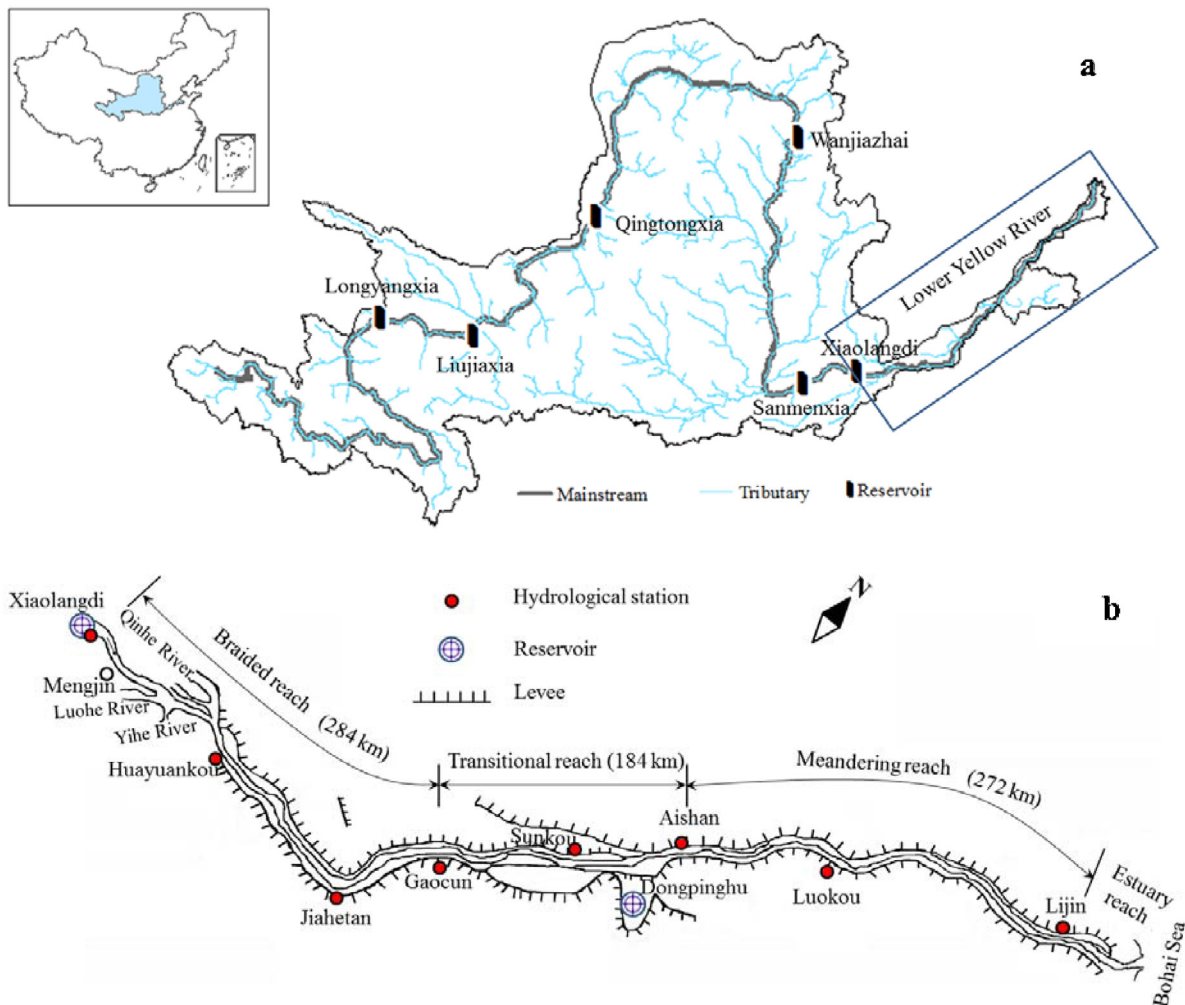 a
Wanjiazhai
Qingtongxia
Lower Yellow River
Longyangxia
Liujiaxia
Xiaolangdi
Sanmenxia
Mainstream
Tributary
Reservoir
b
Xiaolangdi
Qinhe River
Braided reach (284 km)
Hydrological station
N
Reservoir
Mengjin
Levee
Luohe River
Yihe River
Huayuankou
Transitional reach (184 km)
Meandering reach (272 km)
Sunkou
Aishan
Gaocun
Dongpinghu
Luokou
Estuary
reach
Jiahetan
Lijin
Bohai Sea